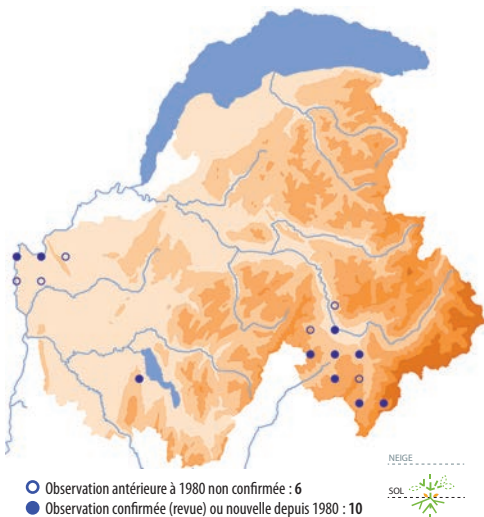 NEIGE
SOL
Observation antérieure à 1980 non confirmée : 6
Observation confirmée (revue) ou nouvelle depuis 1980 : 10